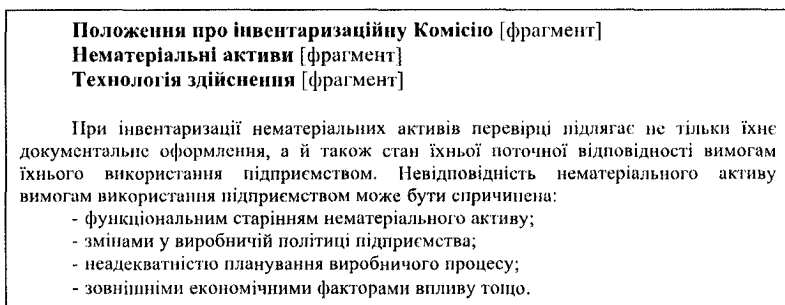 Положення про інвентаризаційну Комісію [фрагмент]
Нематеріальні активи [фрагмент]
Технологія здійснення [фрагмент]
При інвентаризації нематеріальних активів перевірці підлягає не тільки їхнє
документальне оформлення, а й також стан їхньої поточної відповідності вимогам
їхнього використання підприємством. Невідповідність нематеріального активу
вимогам використання підприємством може бути спричинена:
- функціональним старінням нематеріального активу;
- змінами у виробничій політиці підприємства;
- неадекватністю планування виробничого процесу;
- зовнішніми економічними факторами впливу тощо.